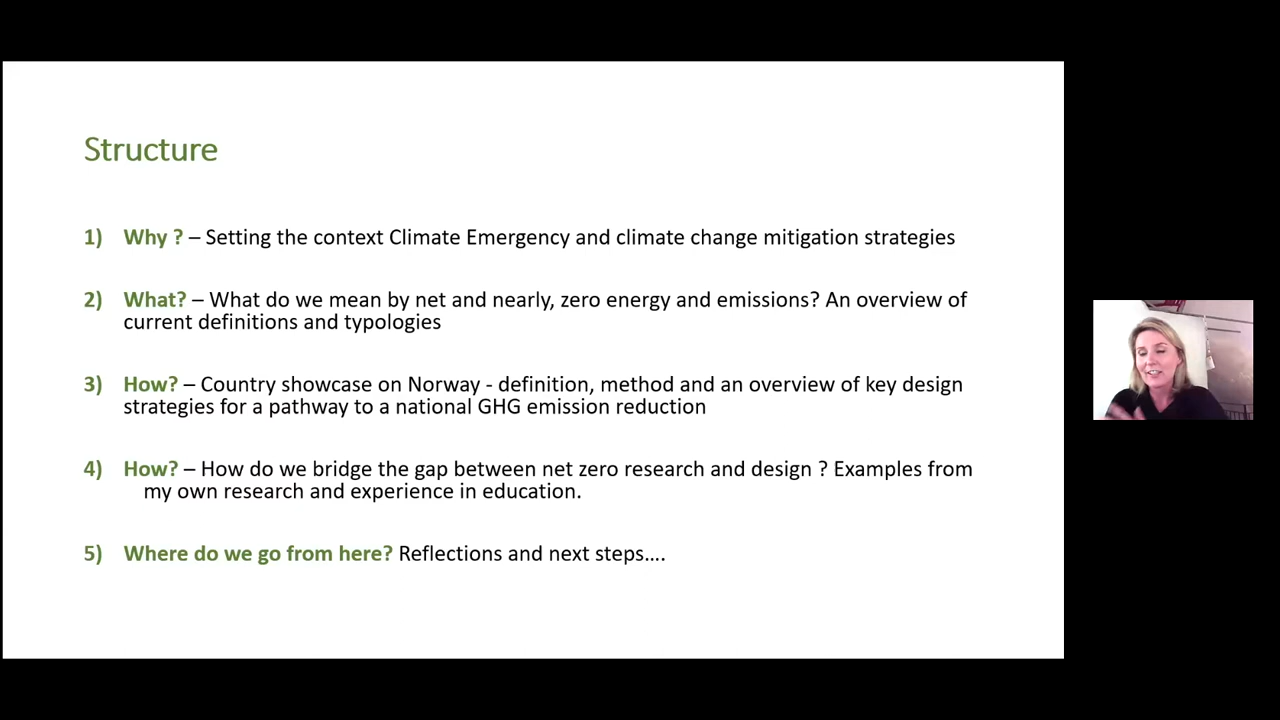 Structure
1) Why ? – Setting the context Climate Emergency and climate change mitigation strategies
2) What? – What do we mean by net and nearly, zero energy and emissions? An overview of
current definitions and typologies
3) How? – Country showcase on Norway - definition, method and an overview of key design
strategies for a pathway to a national GHG emission reduction
4) How? – How do we bridge the gap between net zero research and design ? Examples from
my own research and experience in education.
5) Where do we go from here? Reflections and next steps....